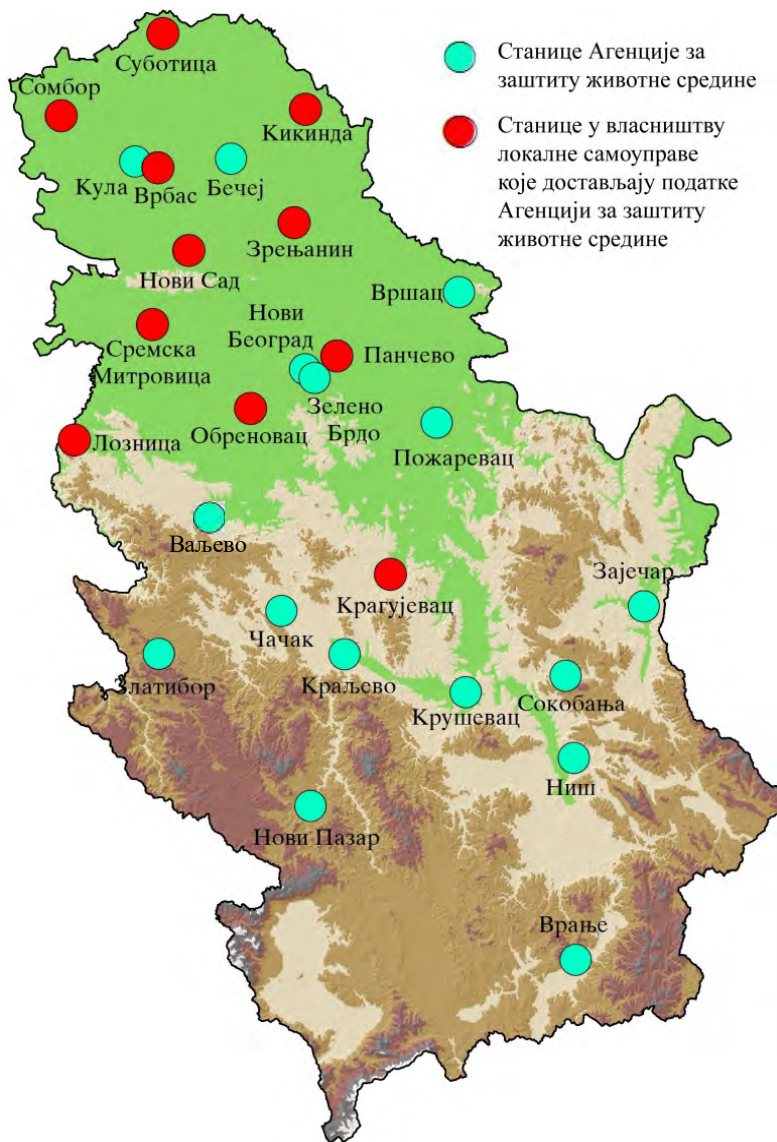 Суботица
Станице Агенције за
заштиту животне средине
Сомбор
Кикинда
Станице у власништву
локалне самоуправе
које достављају податке
Агенцији за заштиту
животне средине
Кула
Врбас
Бечеј
Зрењанин
Нови Сад
Вршац
Нови
Београд
Сремска
Митровица
Панчево
Зелено
Брдо
Обреновац
Лозница
Пожаревац
Ваљево
Зајечар
Крагујевац
Чачак
Златибор
Краљево
Крушевац
Сокобања
Ниш
Нови Пазар
Врање